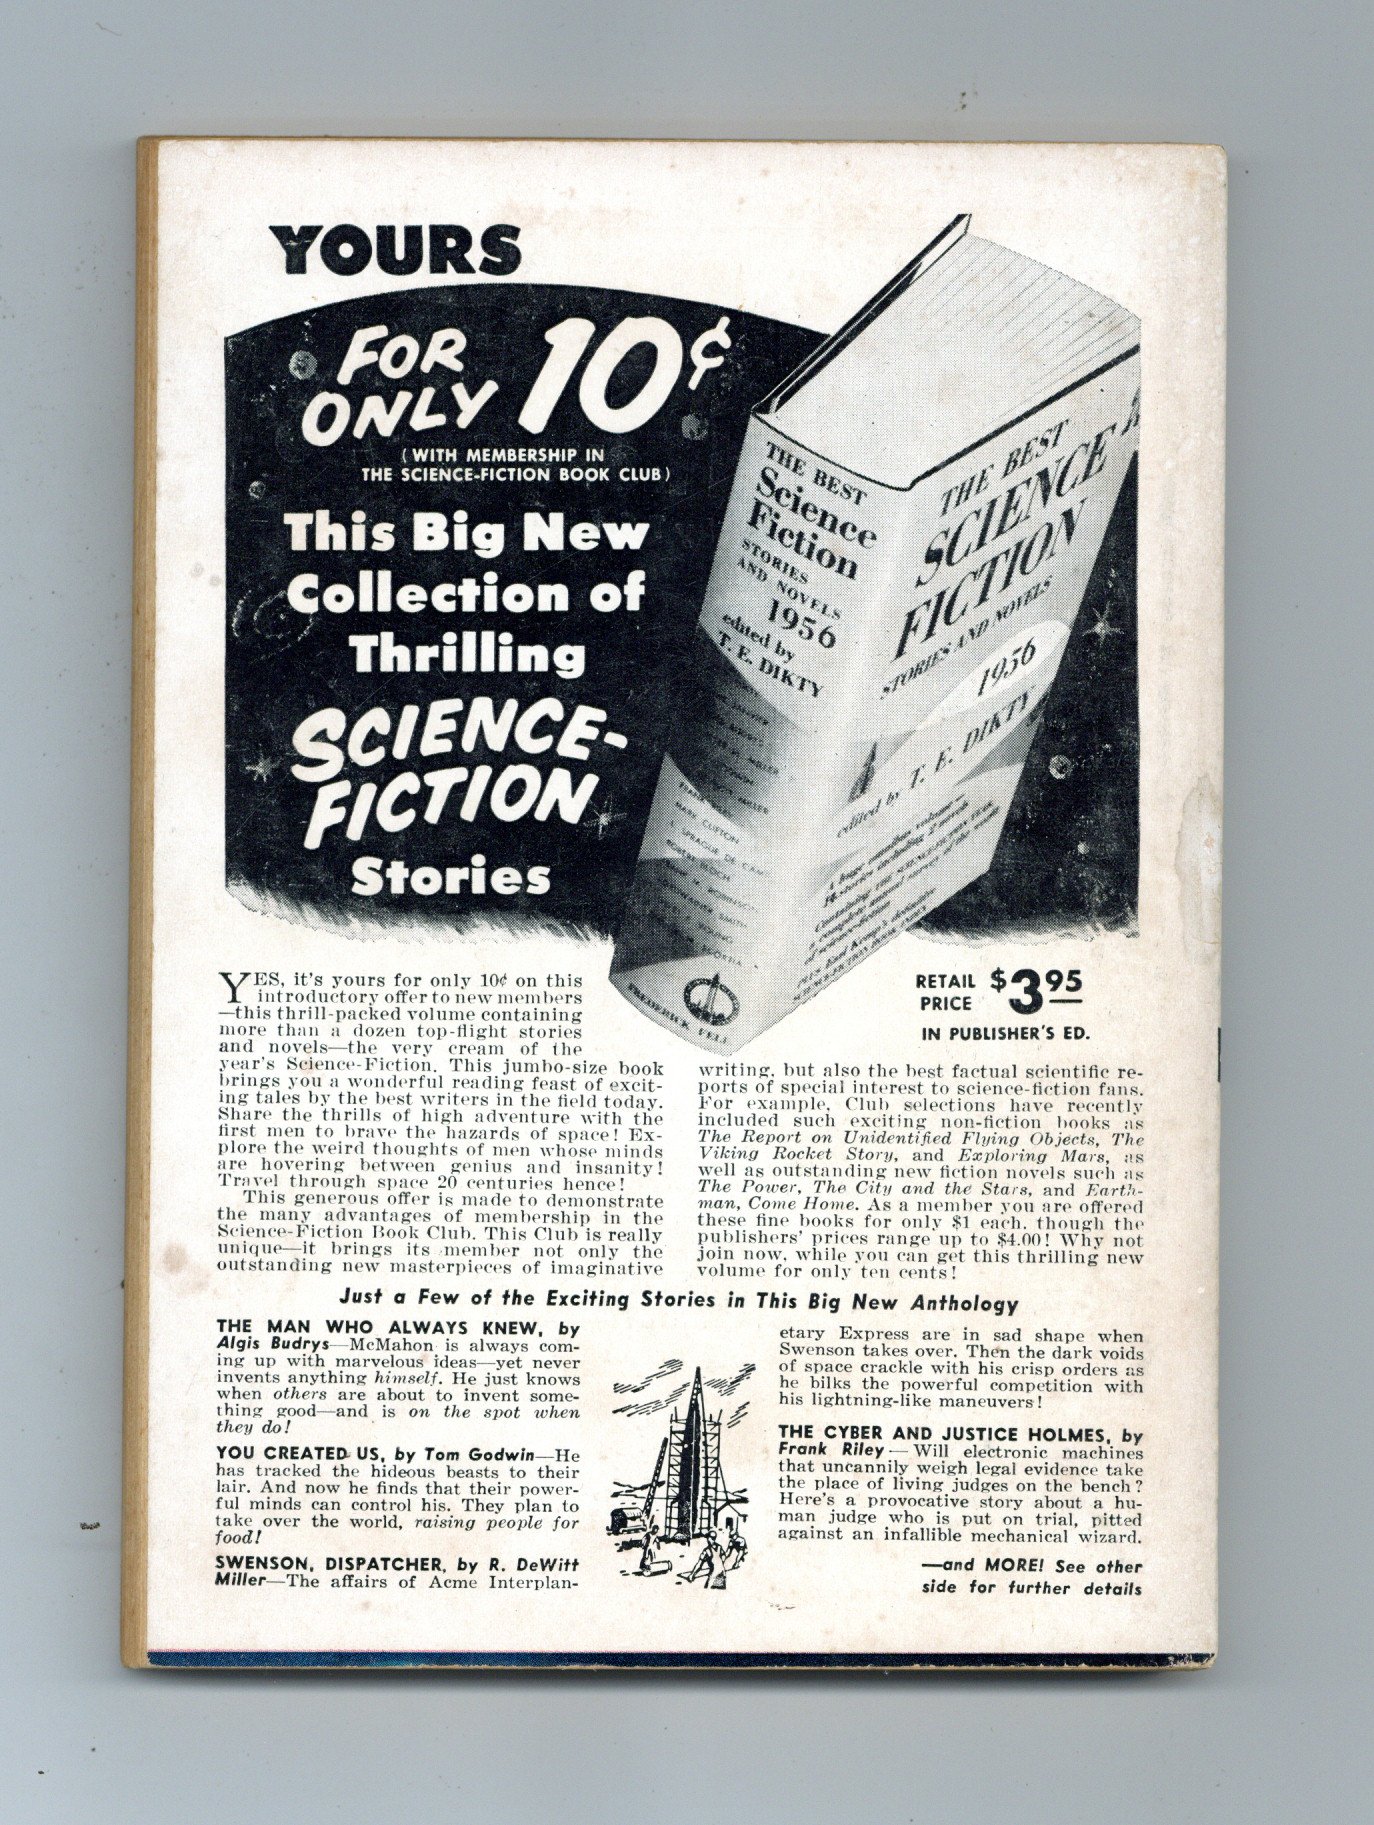 YOURS
FOR
ONLY 10¢
(WITH MEMBERSHIP IN
THE SCIENCE-FICTION BOOK CLUB)
This Big New
Collection of
Thrilling
SCIENCE-
FICTION
Stories
THE BEST
Science
Fiction
STORIES
AND NOVELS
1956
edited by
T. E. DIKTY
MARK CLIFTON
SPRAGUE DE CAMP
FREDERICK FELL
THE BEST
SCIENCE
FICTION
STORIES AND NOVELS
1956
edited by T. E. DIKTY
RETAIL PRICE $3.95
IN PUBLISHER'S ED.
YES, it's yours for only 10¢ on this
introductory offer to new members
—this thrill-packed volume containing
more than a dozen top-flight stories
and novels—the very cream of the
year's Science-Fiction. This jumbo-size book
brings you a wonderful reading feast of excit-
ing tales by the best writers in the field today.
Share the thrills of high adventure with the
first men to brave the hazards of space! Ex-
plore the weird thoughts of men whose minds
are hovering between genius and insanity!
Travel through space 20 centuries hence!
This generous offer is made to demonstrate
the many advantages of membership in the
Science-Fiction Book Club. This Club is really
unique—it brings its member not only the
outstanding new masterpieces of imaginative
writing, but also the best factual scientific re-
ports of special interest to science-fiction fans.
For example, Club selections have recently
included such exciting non-fiction books as
The Report on Unidentified Flying Objects, The
Viking Rocket Story, and Exploring Mars, as
well as outstanding new fiction novels such as
The Power, The City and the Stars, and Earth-
man, Come Home. As a member you are offered
these fine books for only $1 each, though the
publishers' prices range up to $4.00! Why not
join now, while you can get this thrilling new
volume for only ten cents!
Just a Few of the Exciting Stories in This Big New Anthology
THE MAN WHO ALWAYS KNEW, by
Algis Budrys—McMahon is always com-
ing up with marvelous ideas—yet never
invents anything himself. He just knows
when others are about to invent some-
thing good—and is on the spot when
they do!
YOU CREATED US, by Tom Godwin—He
has tracked the hideous beasts to their
lair. And now he finds that their power-
ful minds can control his. They plan to
take over the world, raising people for
food!
SWENSON, DISPATCHER, by R. DeWitt
Miller—The affairs of Acme Interplan-
etary Express are in sad shape when
Swenson takes over. Then the dark voids
of space crackle with his crisp orders as
he bilks the powerful competition with
his lightning-like maneuvers!
THE CYBER AND JUSTICE HOLMES, by
Frank Riley—Will electronic machines
that uncannily weigh legal evidence take
the place of living judges on the bench?
Here's a provocative story about a hu-
man judge who is put on trial, pitted
against an infallible mechanical wizard.
—and MORE! See other
side for further details